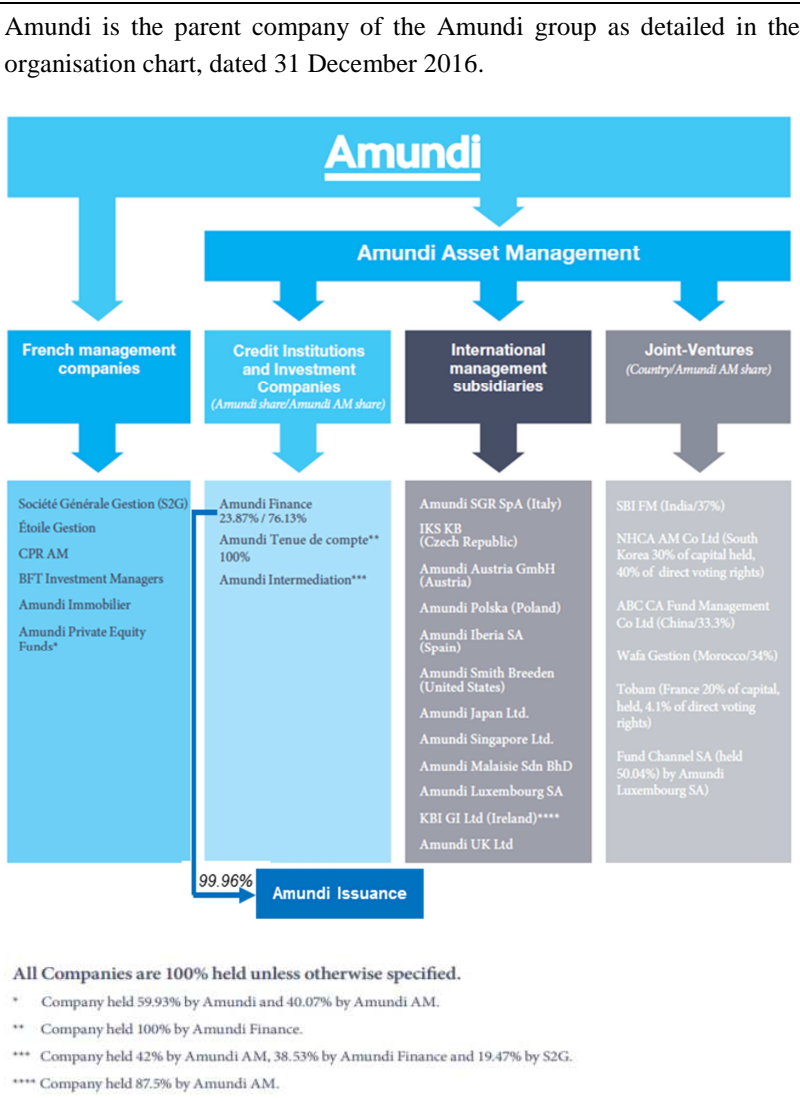 Amundi is the parent company of the Amundi group as detailed in the
organisation chart, dated 31 December 2016.
Amundi
Amundi Asset Management
French management
companies
Credit Institutions
and Investment
Companies
(Amundi share/Amundi AM share)
International
management
subsidiaries
Joint-Ventures
(Country/Amundi AM share)
Société Générale Gestion (S2G)
Étoile Gestion
CPR AM
BFT Investment Managers
Amundi Immobilier
Amundi Private Equity
Funds*
Amundi Finance
23.87% / 76.13%
Amundi Tenue de compte**
100%
Amundi Intermediation***
Amundi SGR SpA (Italy)
IKS KB
(Czech Republic)
Amundi Austria GmbH
(Austria)
Amundi Polska (Poland)
Amundi Iberia SA
(Spain)
Amundi Smith Breeden
(United States)
Amundi Japan Ltd.
Amundi Singapore Ltd.
Amundi Malaisie Sdn BhD
Amundi Luxembourg SA
KBI GI Ltd (Ireland)****
Amundi UK Ltd
SBI FM (India/37%)
NHCA AM Co Ltd (South
Korea 30% of capital held,
40% of direct voting rights)
ABC CA Fund Management
Co Ltd (China/33.3%)
Wafa Gestion (Morocco/34%)
Tobam (France 20% of capital,
held, 4.1% of direct voting
rights)
Fund Channel SA (held
50.04%) by Amundi
Luxembourg SA)
99.96%
Amundi Issuance
All Companies are 100% held unless otherwise specified.
* Company held 59.93% by Amundi and 40.07% by Amundi AM.
** Company held 100% by Amundi Finance.
*** Company held 42% by Amundi AM, 38.53% by Amundi Finance and 19.47% by S2G.
**** Company held 87.5% by Amundi AM.